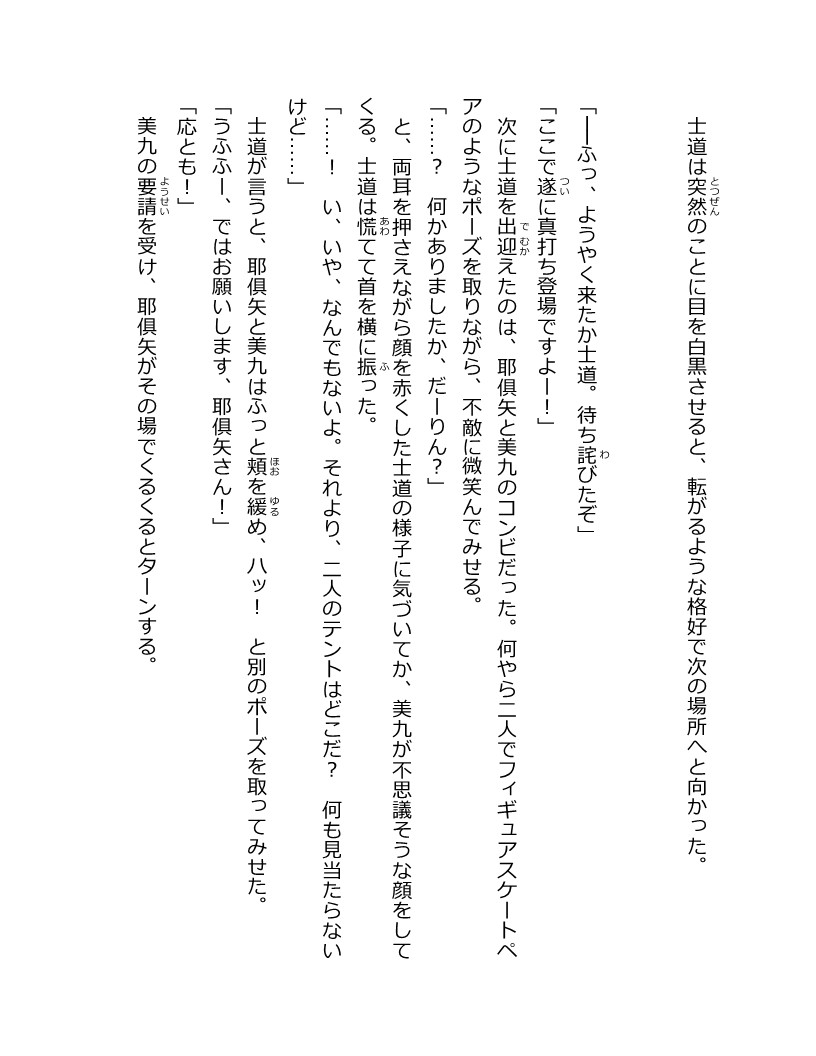 士道は突然のことに目を白黒させると、転がるような格好で次の場所へと向かった。
「――ふっ、ようやく来たか士道。待ち詫びたぞ」
「ここで遂に真打ち登場ですよー！」
次に士道を出迎えたのは、耶倶矢と美九のコンビだった。何やら二人でフィギュアスケートペ
アのようなポーズを取りながら、不敵に微笑んでみせる。
「……？　何かありましたか、だーりん？」
と、両耳を押さえながら顔を赤くした士道の様子に気づいてか、美九が不思議そうな顔をして
くる。士道は慌てて首を横に振った。
「……！　い、いや、なんでもないよ。それより、二人のテントはどこだ？　何も見当たらない
けど……」
士道が言うと、耶倶矢と美九はふっと頬を緩め、ハッ！　と別のポーズを取ってみせた。
「うふふー、ではお願いします、耶倶矢さん！」
「応とも！」
美九の要請を受け、耶倶矢がその場でくるくるとターンする。